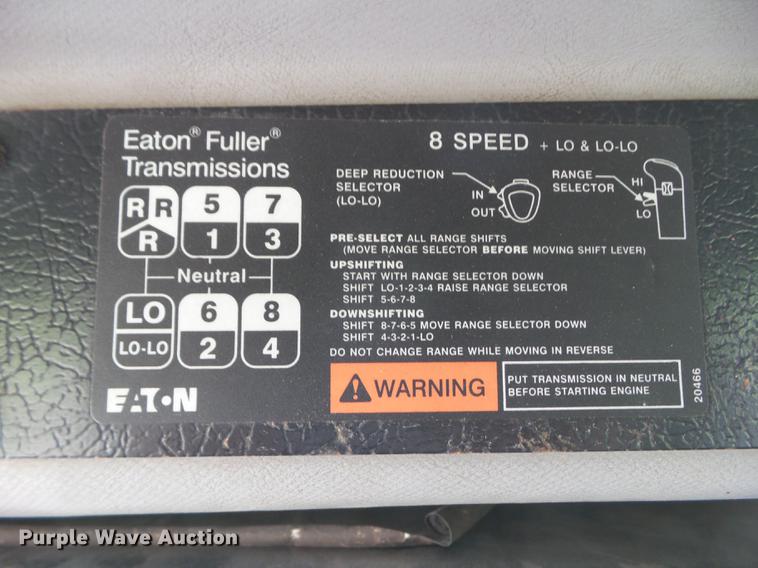 Eaton® Fuller®
Transmissions
8 SPEED + LO & LO-LO
R R 5 7
R 1 3
Neutral
LO 6 8
LO-LO 2 4
EATON
DEEP REDUCTION
SELECTOR
(LO-LO)
IN
OUT
RANGE
SELECTOR
HI
LO
PRE-SELECT ALL RANGE SHIFTS
(MOVE RANGE SELECTOR BEFORE MOVING SHIFT LEVER)
UPSHIFTING
START WITH RANGE SELECTOR DOWN
SHIFT LO-1-2-3-4 RAISE RANGE SELECTOR
SHIFT 5-6-7-8
DOWNSHIFTING
SHIFT 8-7-6-5 MOVE RANGE SELECTOR DOWN
SHIFT 4-3-2-1-LO
DO NOT CHANGE RANGE WHILE MOVING IN REVERSE
WARNING
PUT TRANSMISSION IN NEUTRAL
BEFORE STARTING ENGINE
20466
Purple Wave Auction